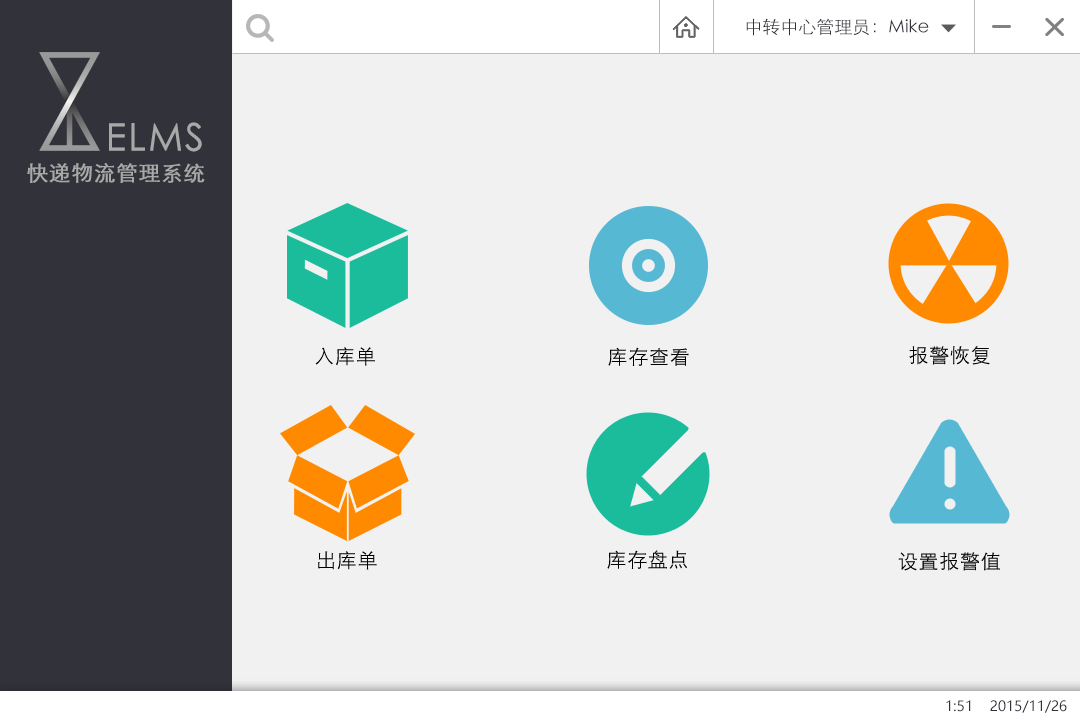 中转中心管理员： Mike
ELMS
快递物流管理系统
入库单
库存查看
报警恢复
出库单
库存盘点
设置报警值
1:51 2015/11/26